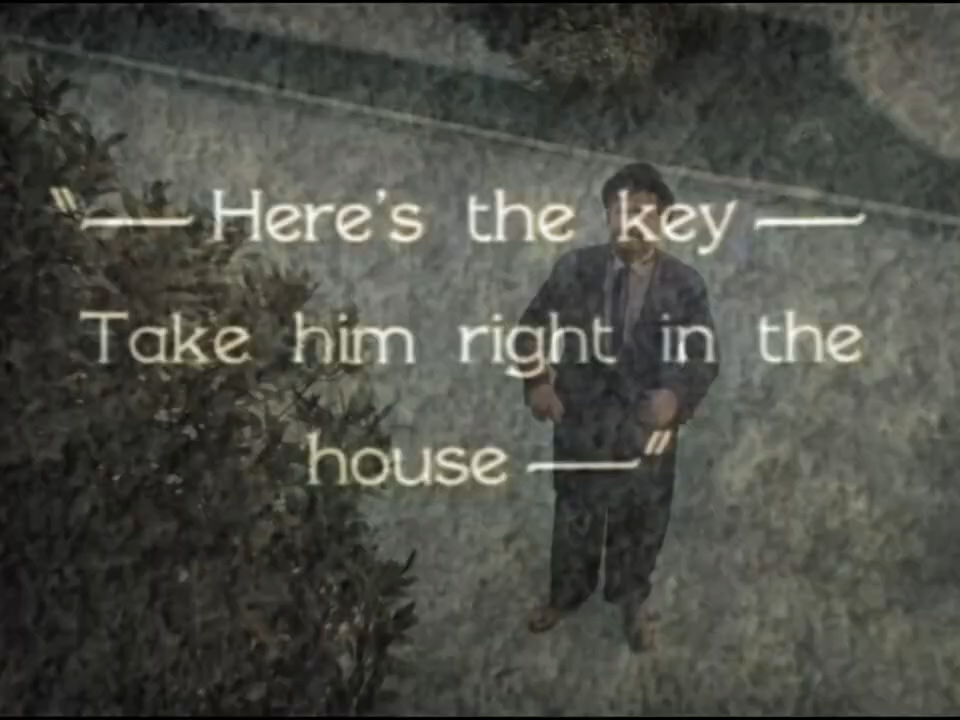 "— Here's the key —
Take him right in the
house —"